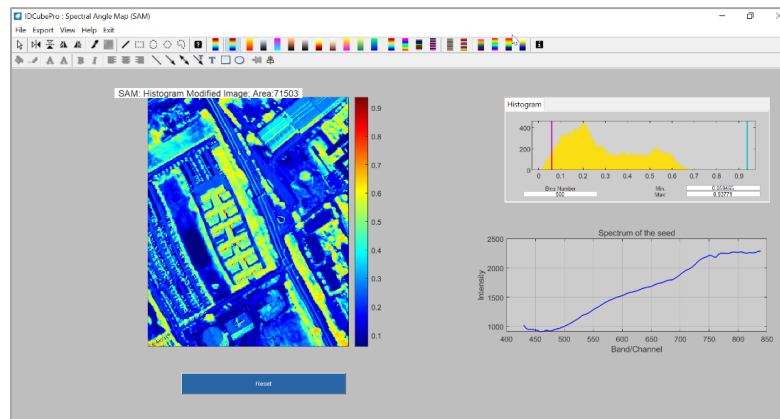 IDCubePro : Spectral Angle Map (SAM)
File Export View Help Exit
SAM: Histogram Modified Image; Area:71503
0.9
0.8
0.7
0.6
0.5
0.4
0.3
0.2
0.1
Reset
Histogram
400
200
0
0 0.1 0.2 0.3 0.4 0.5 0.6 0.7 0.8 0.9
Bins Number
500
Min:
Max:
0.93771
Spectrum of the seed
2500
2000
1500
1000
Intensity
400 450 500 550 600 650 700 750 800 850
Band/Channel